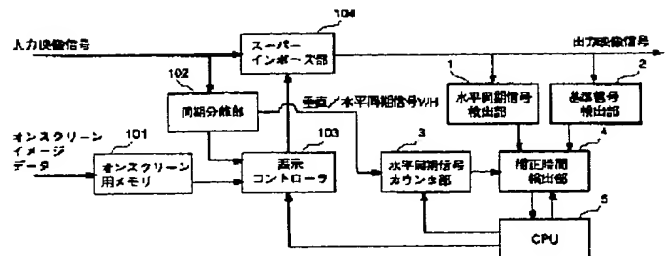 104
入力映像信号
スーパー
インポーズ部
出力映像信号
102
同期分離部
垂直／水平同期信号V/H
1
水平同期信号
検出部
2
基準信号
検出部
オンスクリーン
イメージ
データ
101
オンスクリーン
用メモリ
103
表示
コントローラ
3
水平同期信号
カウンタ部
4
補正時間
検出部
5
CPU